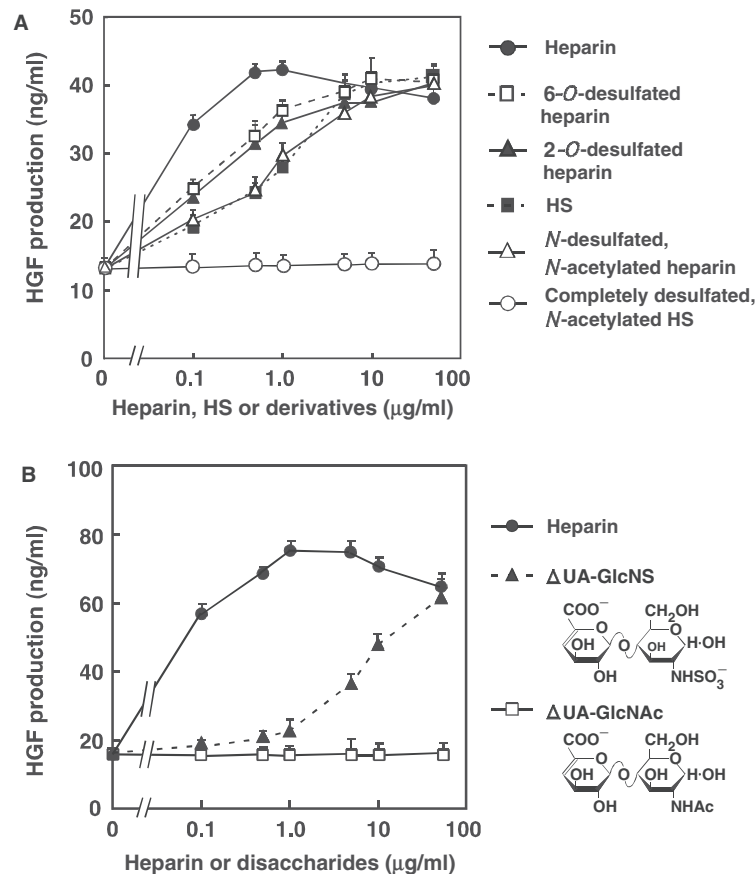 A
HGF production (ng/ml)
50
40
30
20
10
0
0
0.1
1.0
10
100
Heparin, HS or derivatives (μg/ml)
Heparin
6-O-desulfated
heparin
2-O-desulfated
heparin
HS
N-desulfated,
N-acetylated heparin
Completely desulfated,
N-acetylated HS
B
HGF production (ng/ml)
100
80
60
40
20
0
0
0.1
1.0
10
100
Heparin or disaccharides (μg/ml)
Heparin
ΔUA-GlcNS
COO⁻
CH₂OH
O
O
OH
O
OH
H·OH
OH
NHSO₃⁻
ΔUA-GlcNAc
COO⁻
CH₂OH
O
O
OH
O
OH
H·OH
OH
NHAc